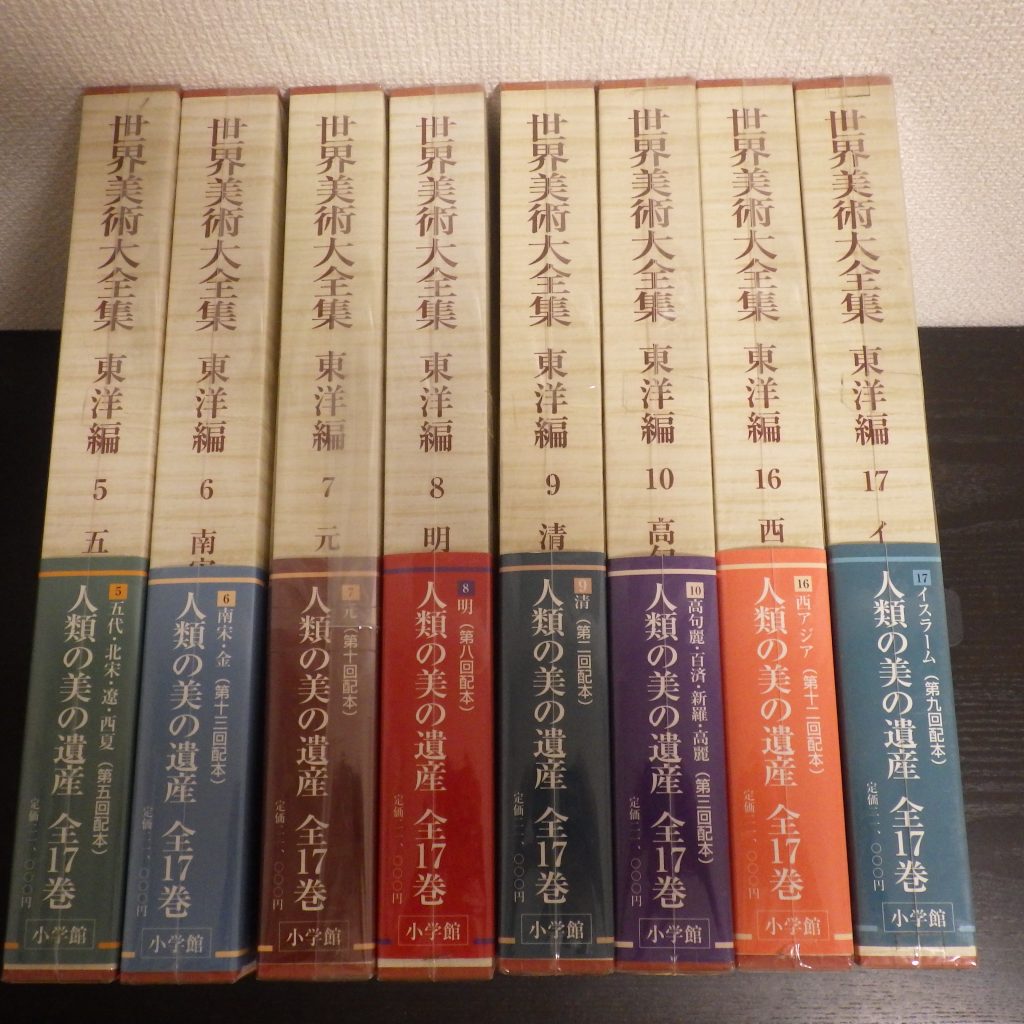 世界美術大全集 東洋編 5 五
5 五代・北宋・遼・西夏（第五回配本）
人類の美の遺産 全17巻
小学館
世界美術大全集 東洋編 6 南宋
6 南宋・金（第十三回配本）
人類の美の遺産 全17巻
小学館
世界美術大全集 東洋編 7 元
7 元（第十回配本）
人類の美の遺産 全17巻
小学館
世界美術大全集 東洋編 8 明
8 明（第八回配本）
人類の美の遺産 全17巻
小学館
世界美術大全集 東洋編 9 清
9 清（第二回配本）
人類の美の遺産 全17巻
小学館
世界美術大全集 東洋編 10 高句
10 高句麗・百済・新羅・高麗（第三回配本）
人類の美の遺産 全17巻
小学館
世界美術大全集 東洋編 16 西
16 西アジア（第十二回配本）
人類の美の遺産 全17巻
小学館
世界美術大全集 東洋編 17 イ
17 イスラーム（第九回配本）
人類の美の遺産 全17巻
小学館